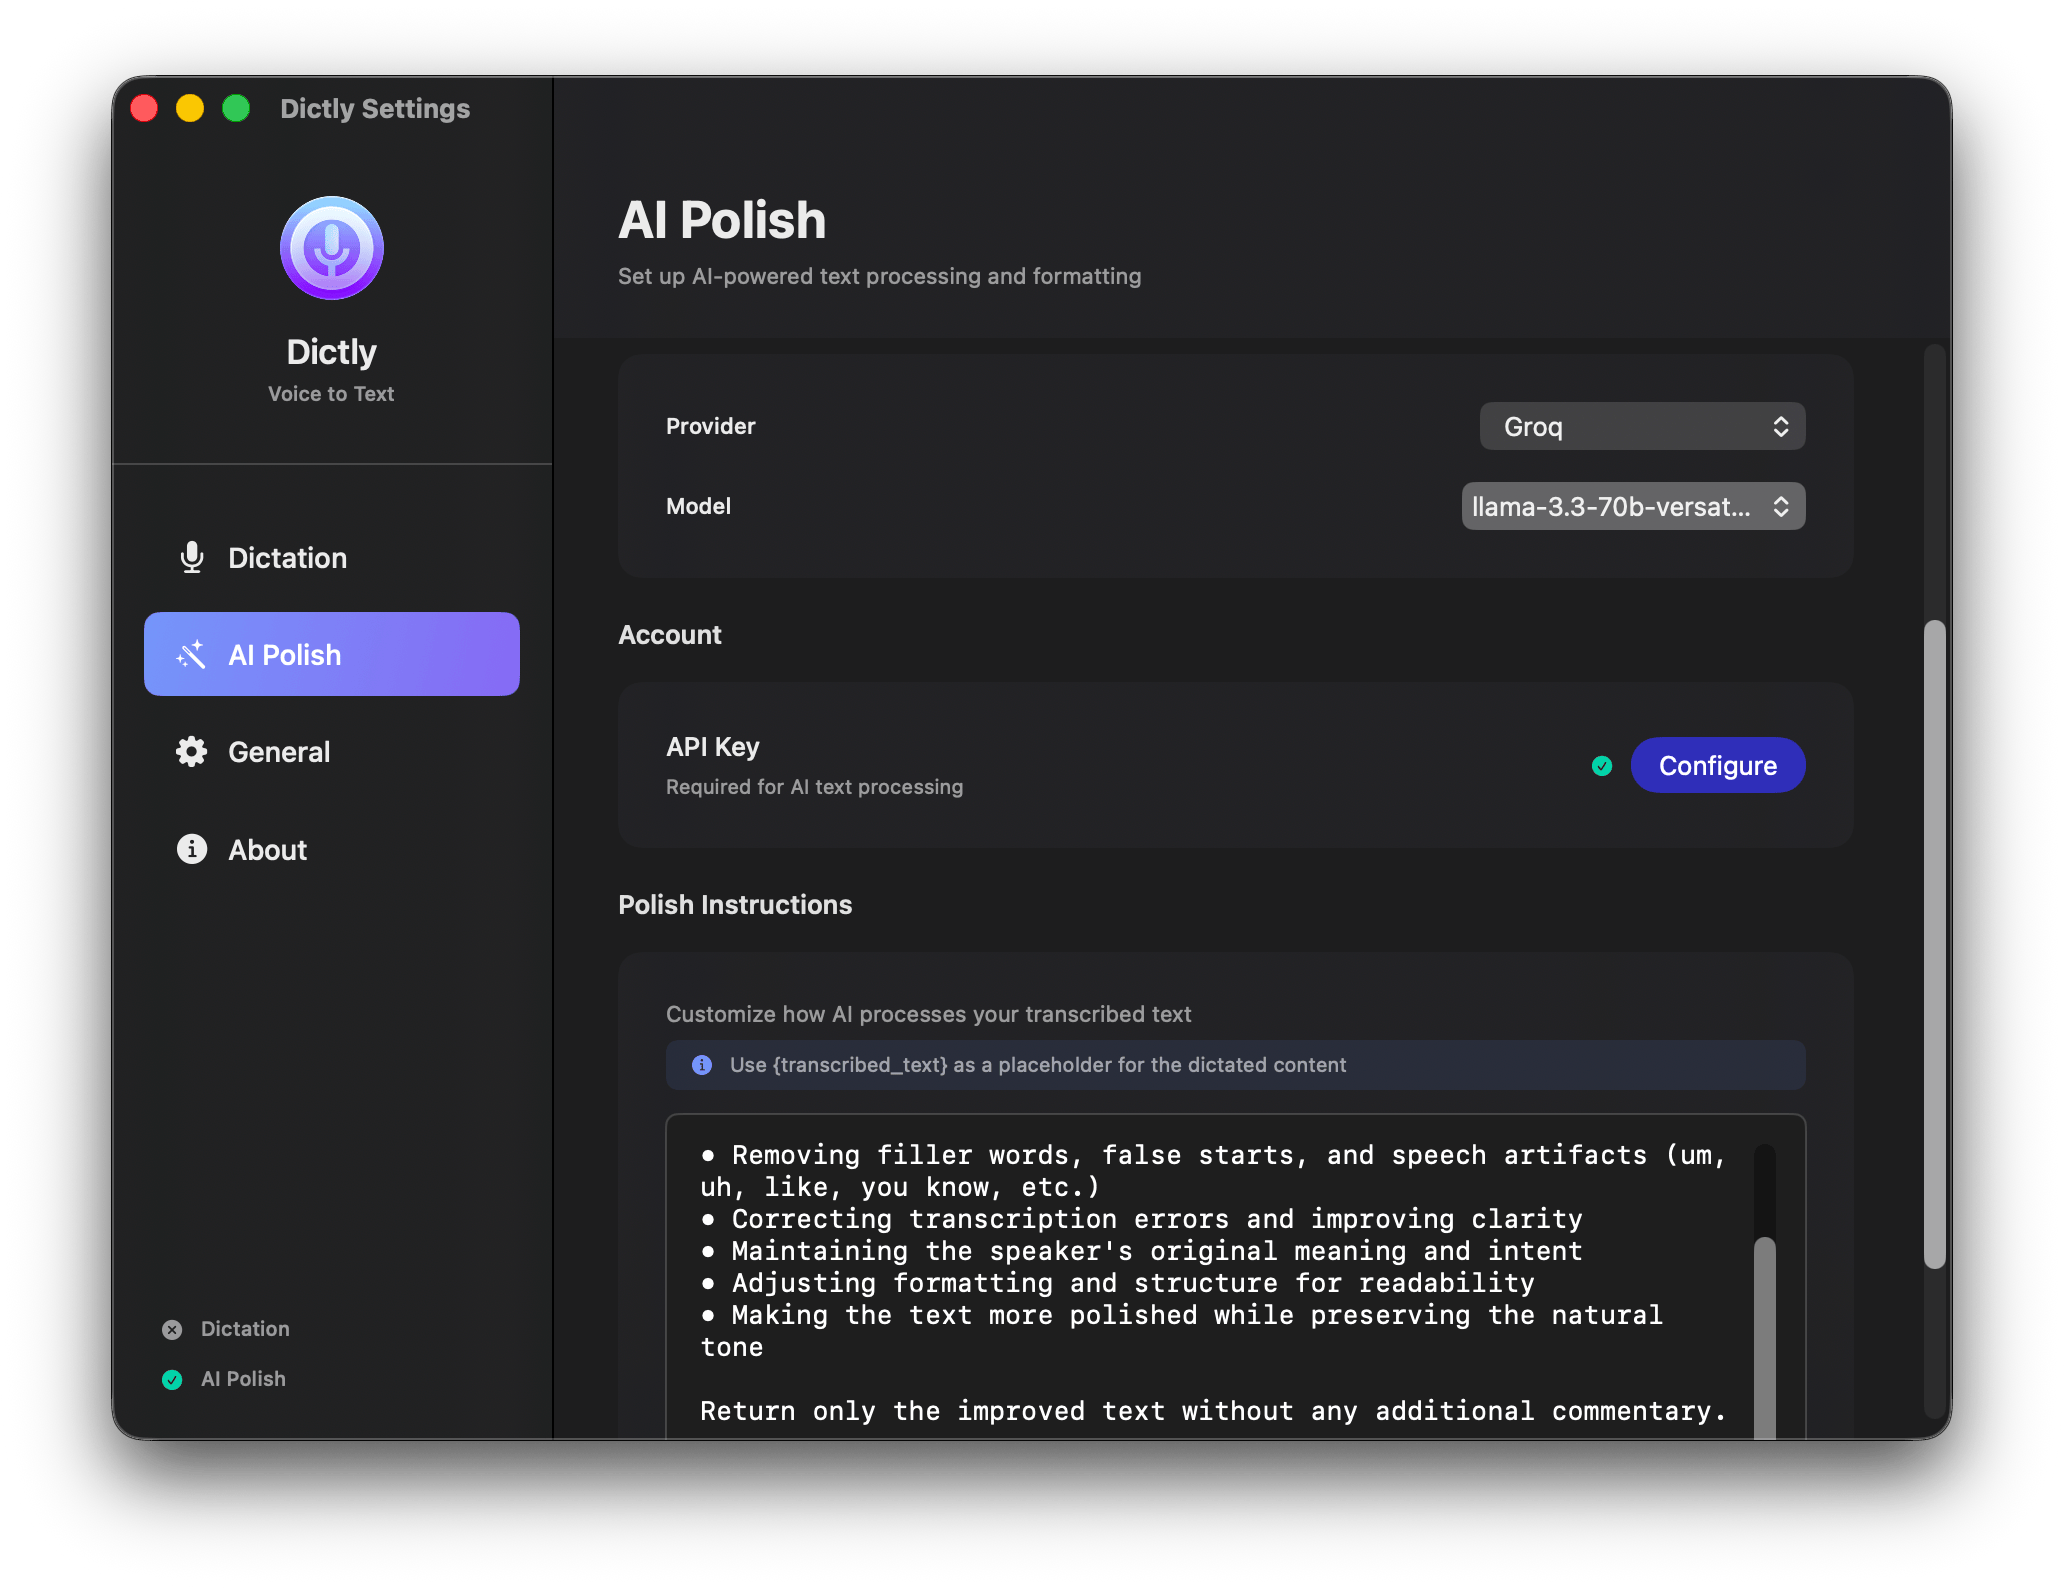 Dictly Settings
Dictly
Voice to Text
Dictation
AI Polish
General
About
Dictation
AI Polish
AI Polish
Set up AI-powered text processing and formatting
Provider
Groq
Model
llama-3.3-70b-versat...
Account
API Key
Required for AI text processing
Configure
Polish Instructions
Customize how AI processes your transcribed text
Use {transcribed_text} as a placeholder for the dictated content
• Removing filler words, false starts, and speech artifacts (um,
uh, like, you know, etc.)
• Correcting transcription errors and improving clarity
• Maintaining the speaker's original meaning and intent
• Adjusting formatting and structure for readability
• Making the text more polished while preserving the natural
tone
Return only the improved text without any additional commentary.